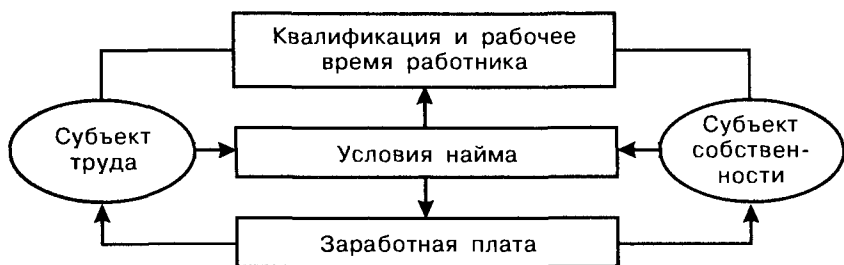 Квалификация и рабочее
время работника
Субъект
труда
Условия найма
Субъект
собствен-
ности
Заработная плата